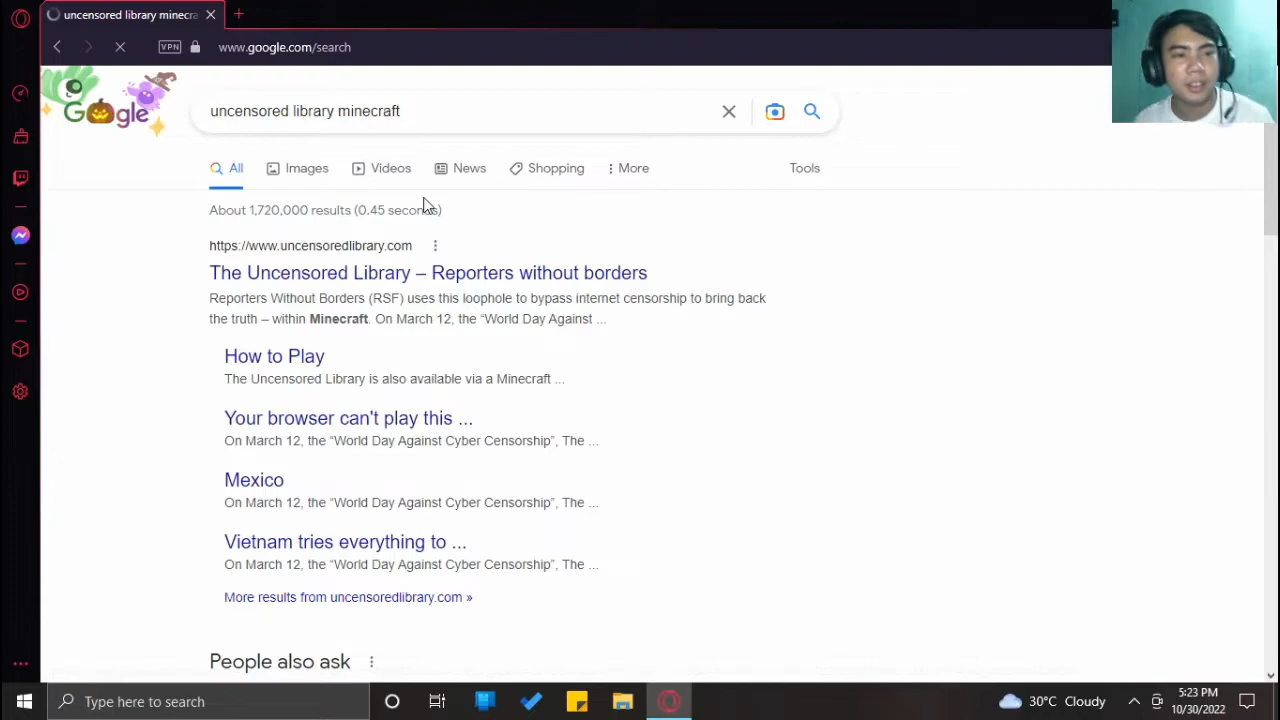 uncensored library minecra
VPN
www.google.com/search
Google
uncensored library minecraft
All
Images
Videos
News
Shopping
More
Tools
About 1,720,000 results (0.45 seconds)
https://www.uncensoredlibrary.com
The Uncensored Library – Reporters without borders
Reporters Without Borders (RSF) uses this loophole to bypass internet censorship to bring back
the truth – within Minecraft. On March 12, the “World Day Against ...
How to Play
The Uncensored Library is also available via a Minecraft ...
Your browser can't play this ...
On March 12, the “World Day Against Cyber Censorship”, The ...
Mexico
On March 12, the “World Day Against Cyber Censorship”, The ...
Vietnam tries everything to ...
On March 12, the “World Day Against Cyber Censorship”, The ...
More results from uncensoredlibrary.com »
People also ask
Type here to search
30°C Cloudy
5:23 PM
10/30/2022